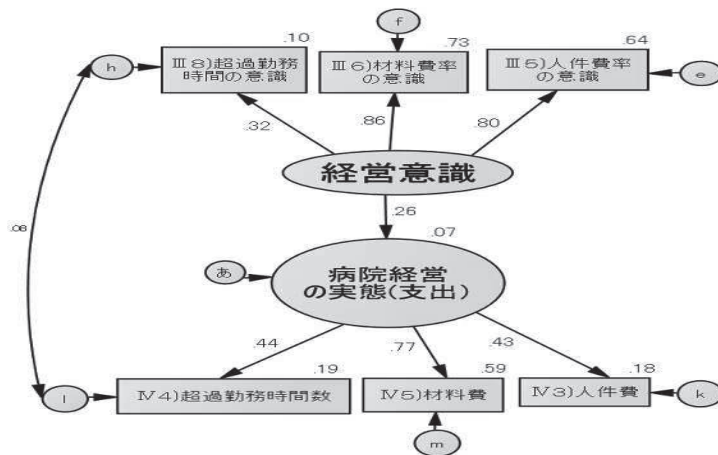 f
.10
.73
.64
h
Ⅲ8)超過勤務
時間の意識
Ⅲ6)材料費率
の意識
Ⅲ5)人件費率
の意識
e
.32
.86
.80
経営意識
.26
.07
あ
病院経営
の実態(支出)
.44
.77
.43
.19
.59
.18
l
Ⅳ4)超過勤務時間数
Ⅳ5)材料費
Ⅳ3)人件費
k
m